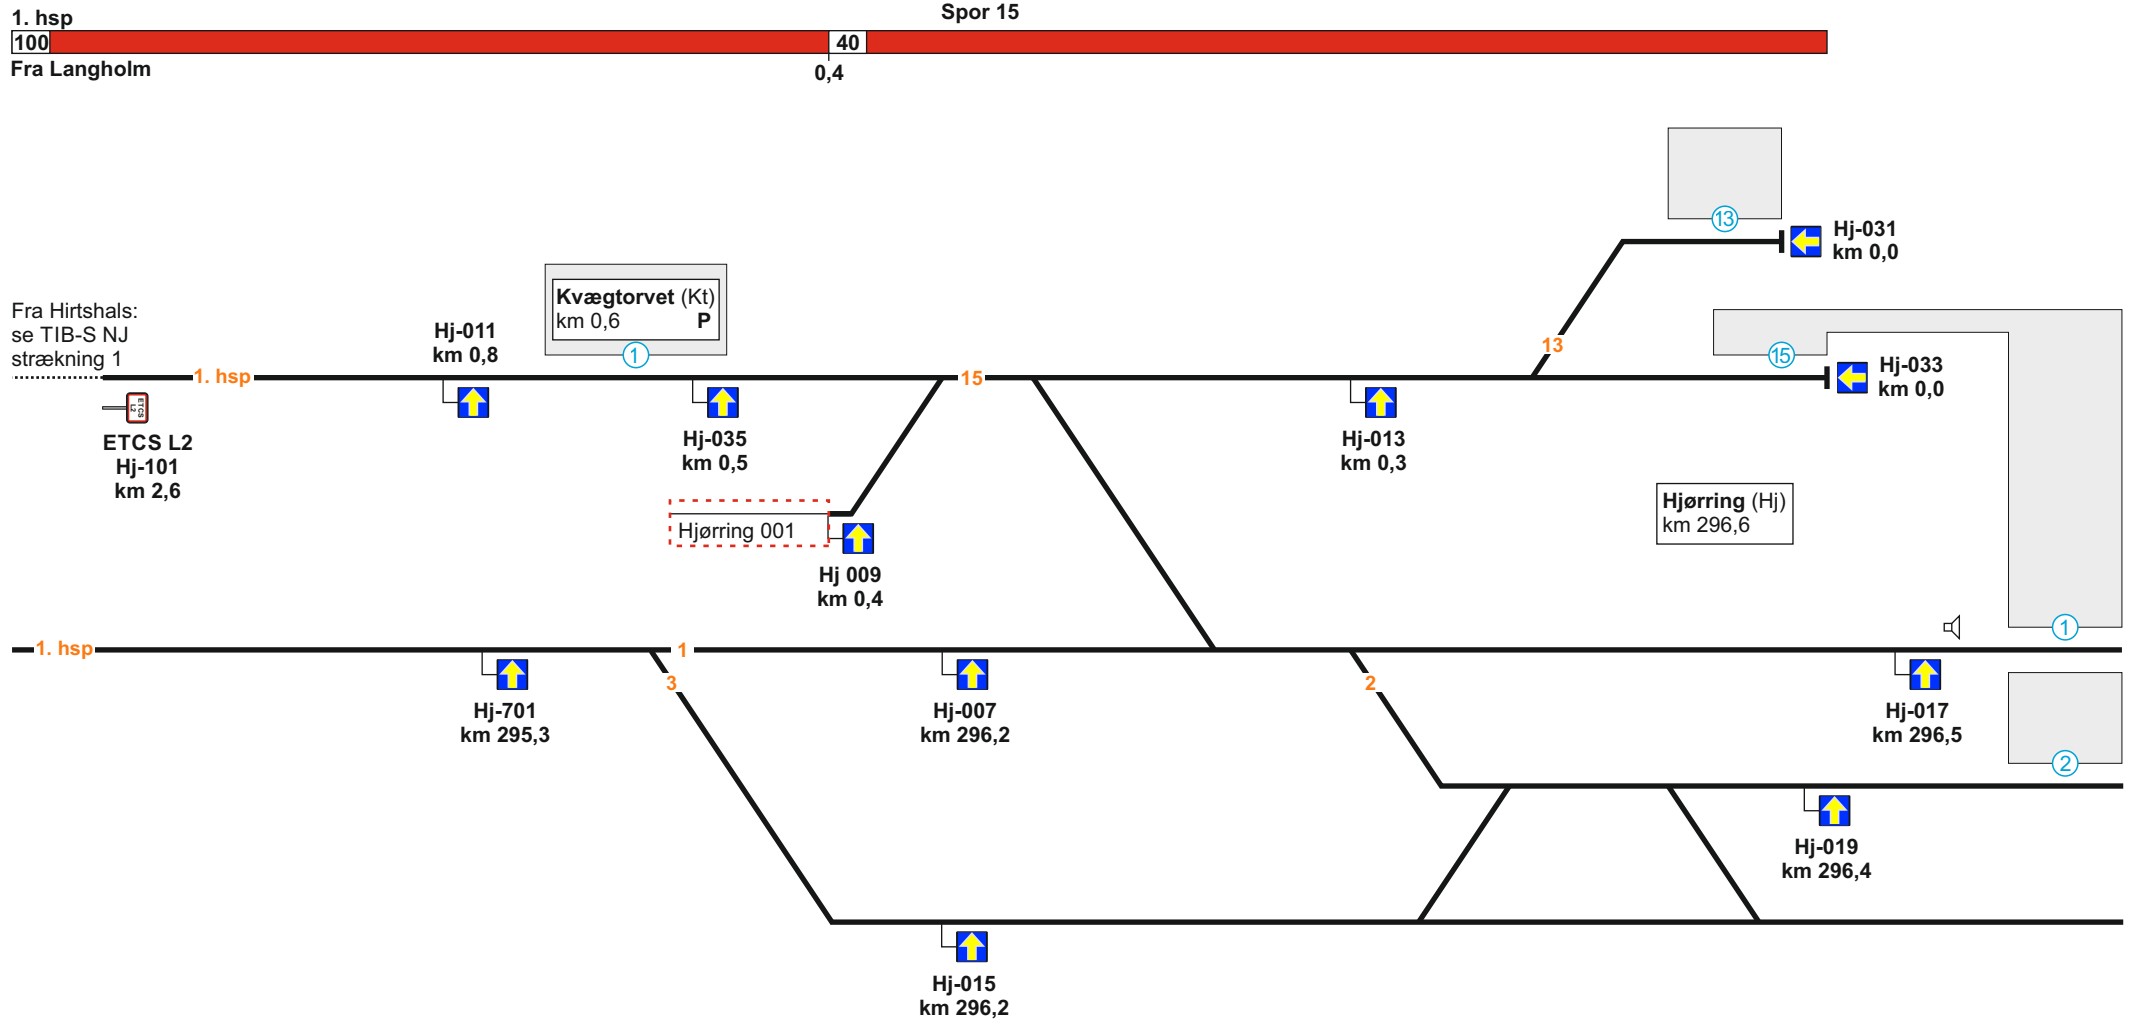 1. hsp
Spor 15
100
40
Fra Langholm
0,4
13
Hj-031
km 0,0
Fra Hirtshals:
se TIB-S NJ
strækning 1
Hj-011
km 0,8
Kvægtorvet (Kt)
km 0,6 P
1
13
15
Hj-033
km 0,0
1. hsp
15
ETCS L2
ETCS L2
Hj-101
km 2,6
Hj-035
km 0,5
Hj-013
km 0,3
Hjørring 001
Hj 009
km 0,4
Hjørring (Hj)
km 296,6
1. hsp
1
1
3
2
Hj-701
km 295,3
Hj-007
km 296,2
Hj-017
km 296,5
2
Hj-019
km 296,4
Hj-015
km 296,2